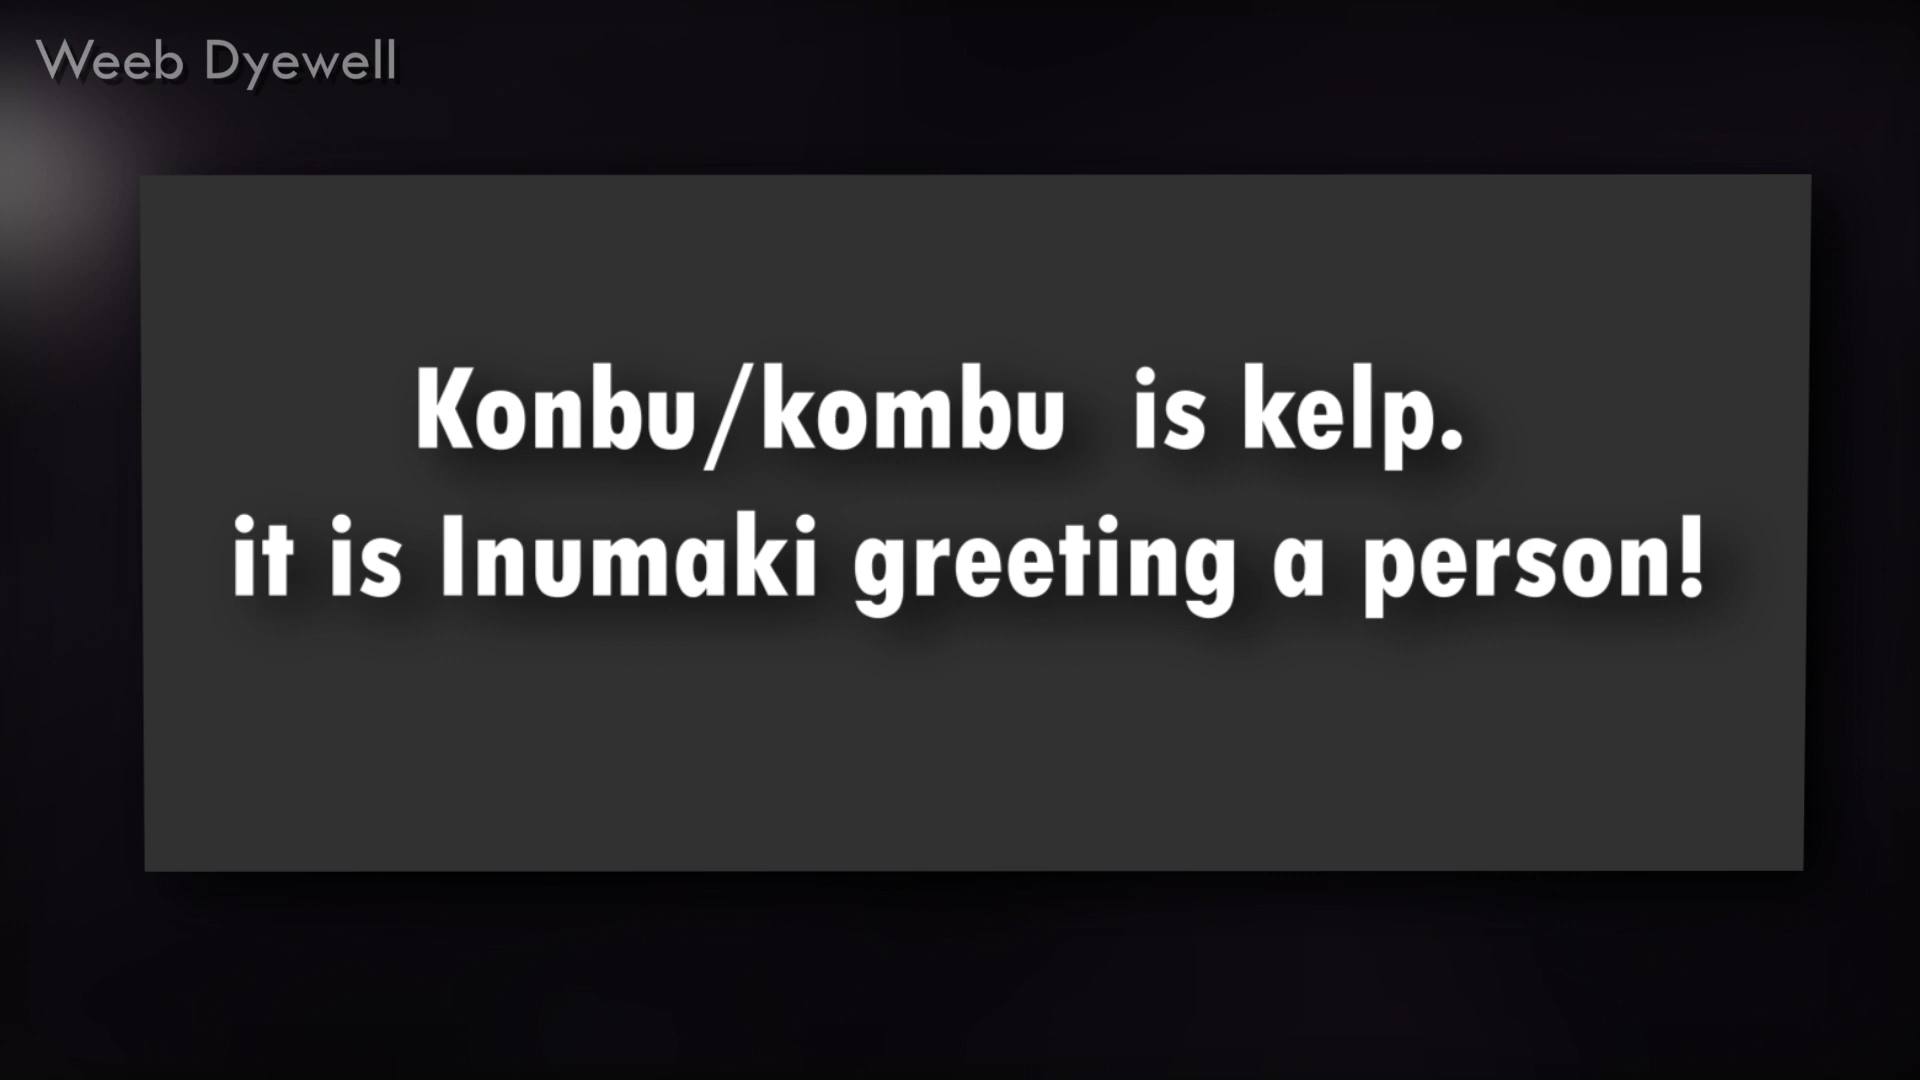 Weeb Dyewell
Konbu/kombu is kelp.
it is Inumaki greeting a person!